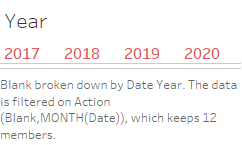 Year
2017 2018 2019 2020
Blank broken down by Date Year. The data
is filtered on Action
(Blank,MONTH(Date)), which keeps 12
members.